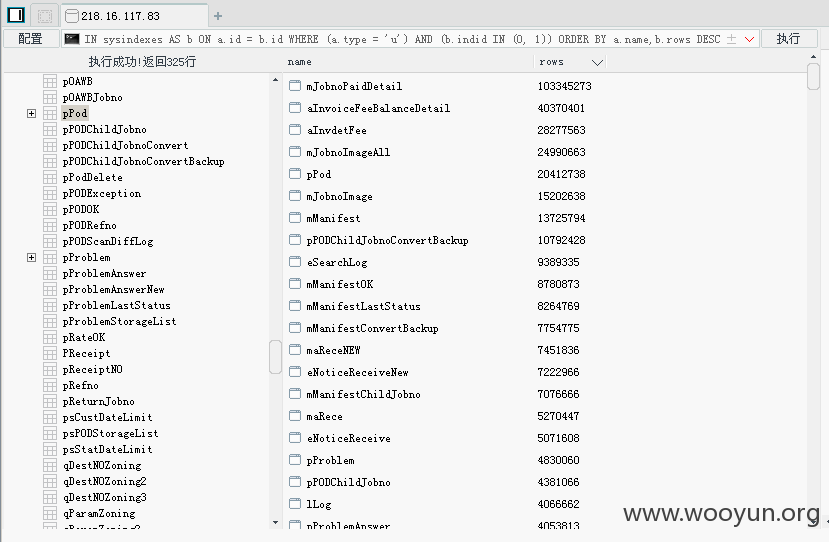 218.16.117.83
配置
IN sysindexes AS b ON a.id = b.id WHERE (a.type = 'u') AND (b.indid IN (0, 1)) ORDER BY a.name,b.rows DESC
执行
执行成功!返回325行
pOAWB
pOAWBJobno
pPod
pPODChildJobno
pPODChildJobnoConvert
pPODChildJobnoConvertBackup
pPodDelete
pPODException
pPODOK
pPODRefno
pPODScanDiffLog
pProblem
pProblemAnswer
pProblemAnswerNew
pProblemLastStatus
pProblemStorageList
pRateOK
PReceipt
pReceiptNO
pRefno
pReturnJobno
psCustDateLimit
psPODStorageList
psStatDateLimit
qDestNOZoning
qDestNOZoning2
qDestNOZoning3
qParamZoning
name rows
mJobnoPaidDetail 103345273
aInvoiceFeeBalanceDetail 40370401
aInvdetFee 28277563
mJobnoImageAll 24990663
pPod 20412738
mJobnoImage 15202638
mManifest 13725794
pPODChildJobnoConvertBackup 10792428
eSearchLog 9389335
mManifestOK 8780873
mManifestLastStatus 8264769
mManifestConvertBackup 7754775
maReceNEW 7451836
eNoticeReceiveNew 7222966
mManifestChildJobno 7076666
maRece 5270447
eNoticeReceive 5071608
pProblem 4830060
pPODChildJobno 4381066
lLog 4066662
pProblemAnswer 4053813
www.wooyun.org